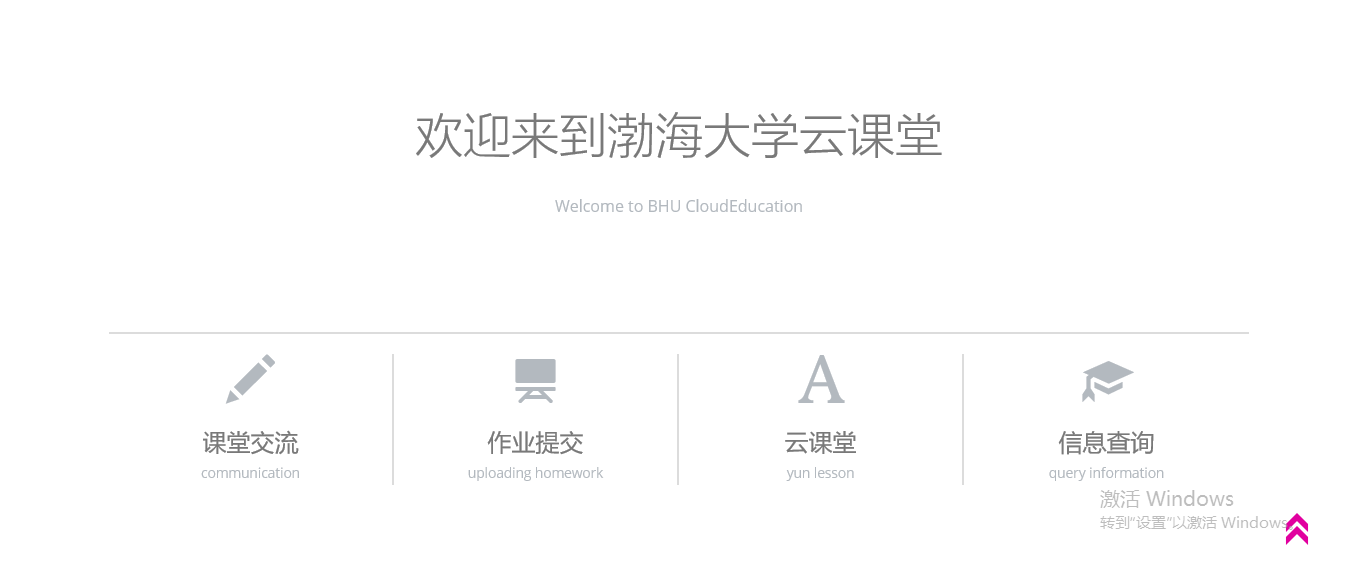 欢迎来到渤海大学云课堂
Welcome to BHU CloudEducation
课堂交流
communication
作业提交
uploading homework
云课堂
yun lesson
信息查询
query information
激活 Windows
转到"设置"以激活 Windows。